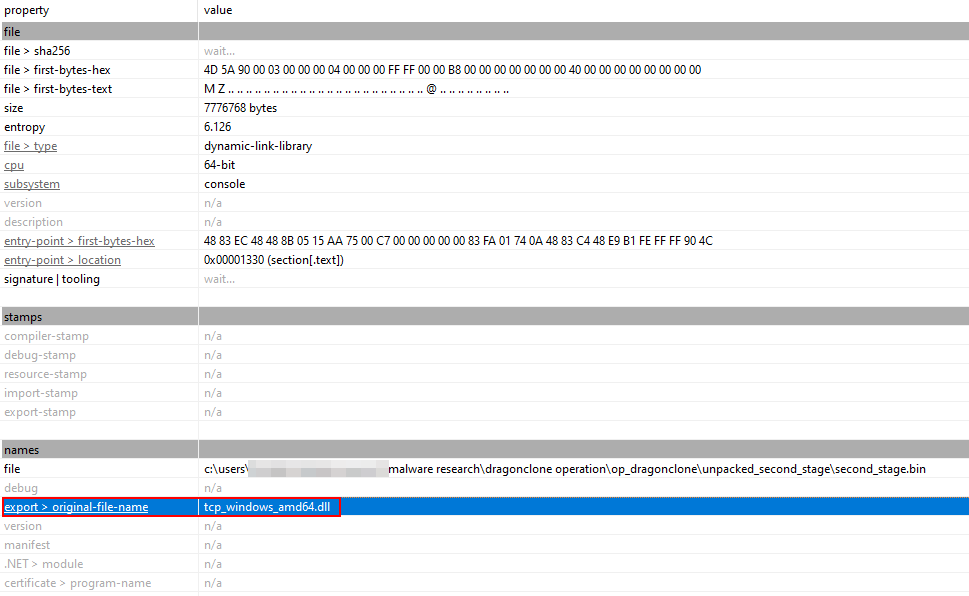 property value
file
file > sha256 wait...
file > first-bytes-hex 4D 5A 90 00 03 00 00 00 04 00 00 00 FF FF 00 00 B8 00 00 00 00 00 00 00 40 00 00 00 00 00 00 00
file > first-bytes-text M Z .. .. .. .. .. .. .. .. .. .. .. .. .. .. .. .. .. .. .. .. .. .. @ .. .. .. .. .. .. ..
size 7776768 bytes
entropy 6.126
file > type dynamic-link-library
cpu 64-bit
subsystem console
version n/a
description n/a
entry-point > first-bytes-hex 48 83 EC 48 48 8B 05 15 AA 75 00 C7 00 00 00 00 00 83 FA 01 74 0A 48 83 C4 48 E9 B1 FE FF FF 90 4C
entry-point > location 0x00001330 (section[.text])
signature | tooling wait...
stamps
compiler-stamp n/a
debug-stamp n/a
resource-stamp n/a
import-stamp n/a
export-stamp n/a
names
file c:\users\ malware research\dragonclone operation\op_dragonclone\unpacked_second_stage\second_stage.bin
debug n/a
export > original-file-name tcp_windows_amd64.dll
version n/a
manifest n/a
.NET > module n/a
certificate > program-name n/a